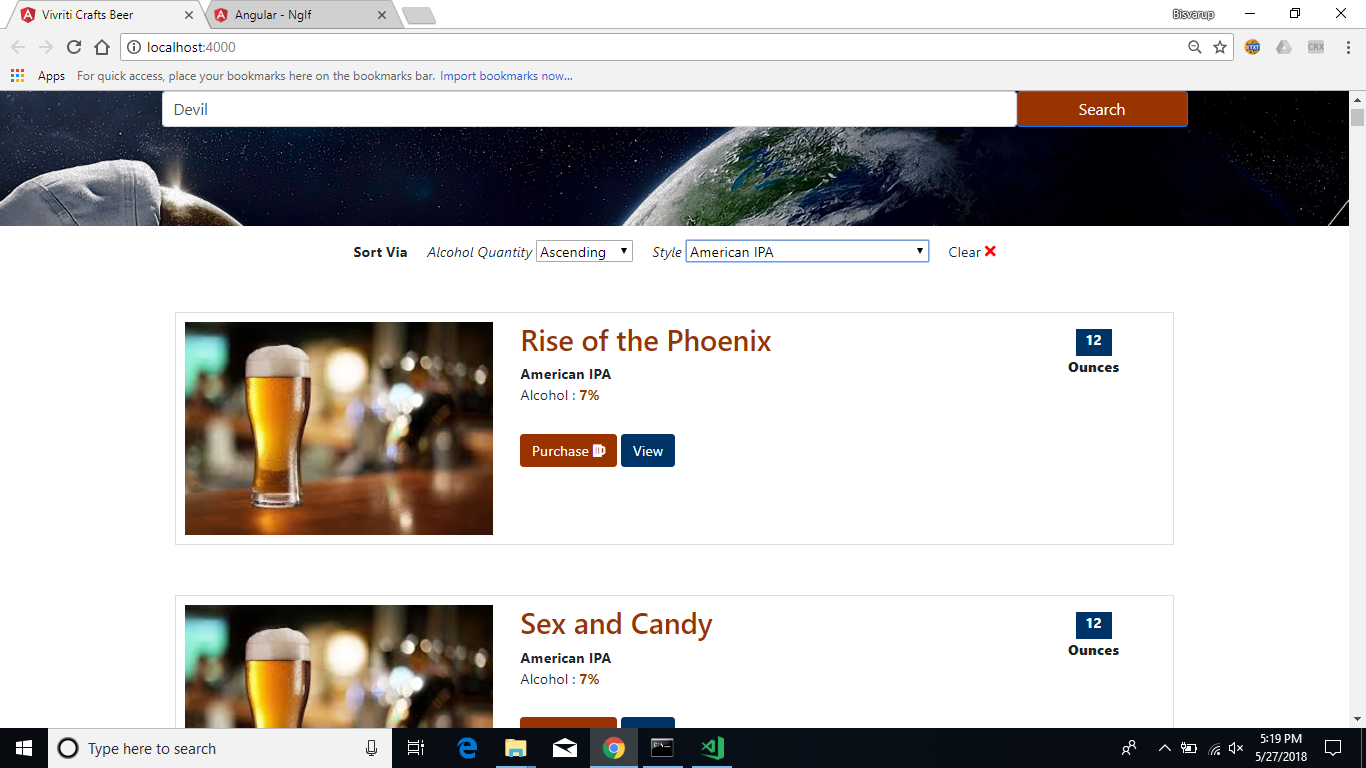 Vivriti Crafts Beer
Angular - NgIf
Bisvarup
localhost:4000
TXT
CRX
Apps For quick access, place your bookmarks here on the bookmarks bar. Import bookmarks now...
Devil
Search
Sort Via Alcohol Quantity Ascending Style American IPA Clear
Rise of the Phoenix
American IPA
Alcohol : 7%
Purchase View
12
Ounces
Sex and Candy
American IPA
Alcohol : 7%
12
Ounces
Type here to search
5:19 PM
5/27/2018